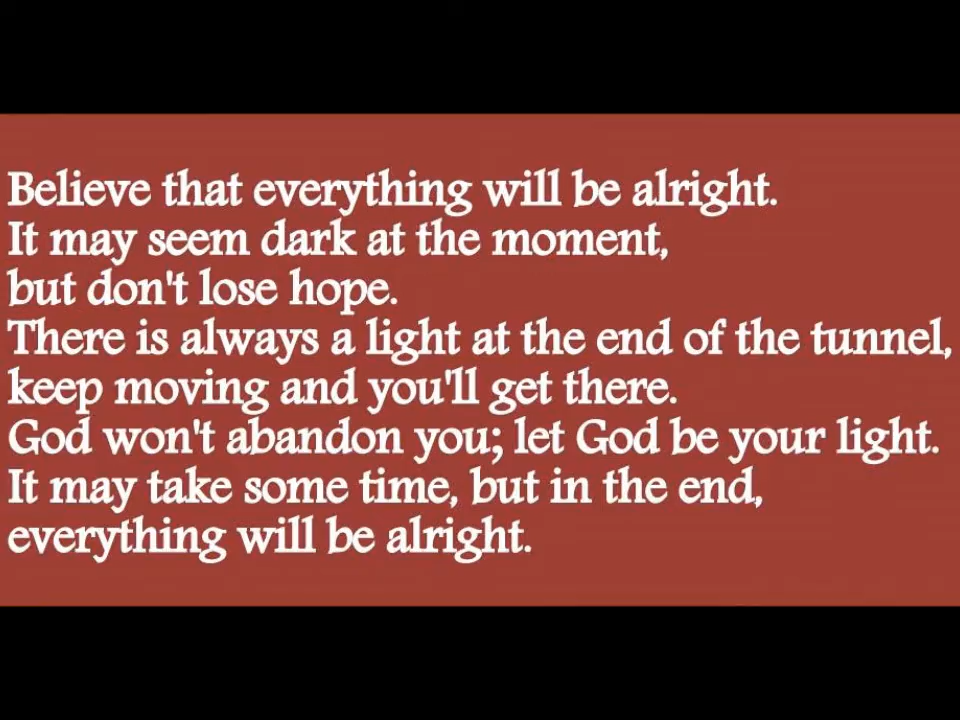 Believe that everything will be alright.
It may seem dark at the moment,
but don't lose hope.
There is always a light at the end of the tunnel,
keep moving and you'll get there.
God won't abandon you; let God be your light.
It may take some time, but in the end,
everything will be alright.